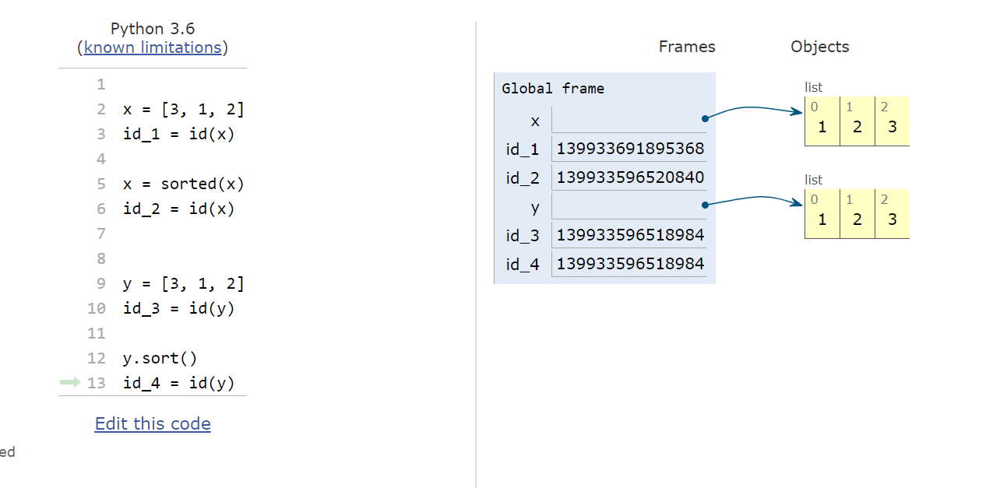 Python 3.6
(known limitations)
1
2 x = [3, 1, 2]
3 id_1 = id(x)
4
5 x = sorted(x)
6 id_2 = id(x)
7
8
9 y = [3, 1, 2]
10 id_3 = id(y)
11
12 y.sort()
13 id_4 = id(y)
Edit this code
ed
Frames Objects
Global frame
x
id_1 139933691895368
id_2 139933596520840
y
id_3 139933596518984
id_4 139933596518984
list
0 1 2
1 2 3
list
0 1 2
1 2 3